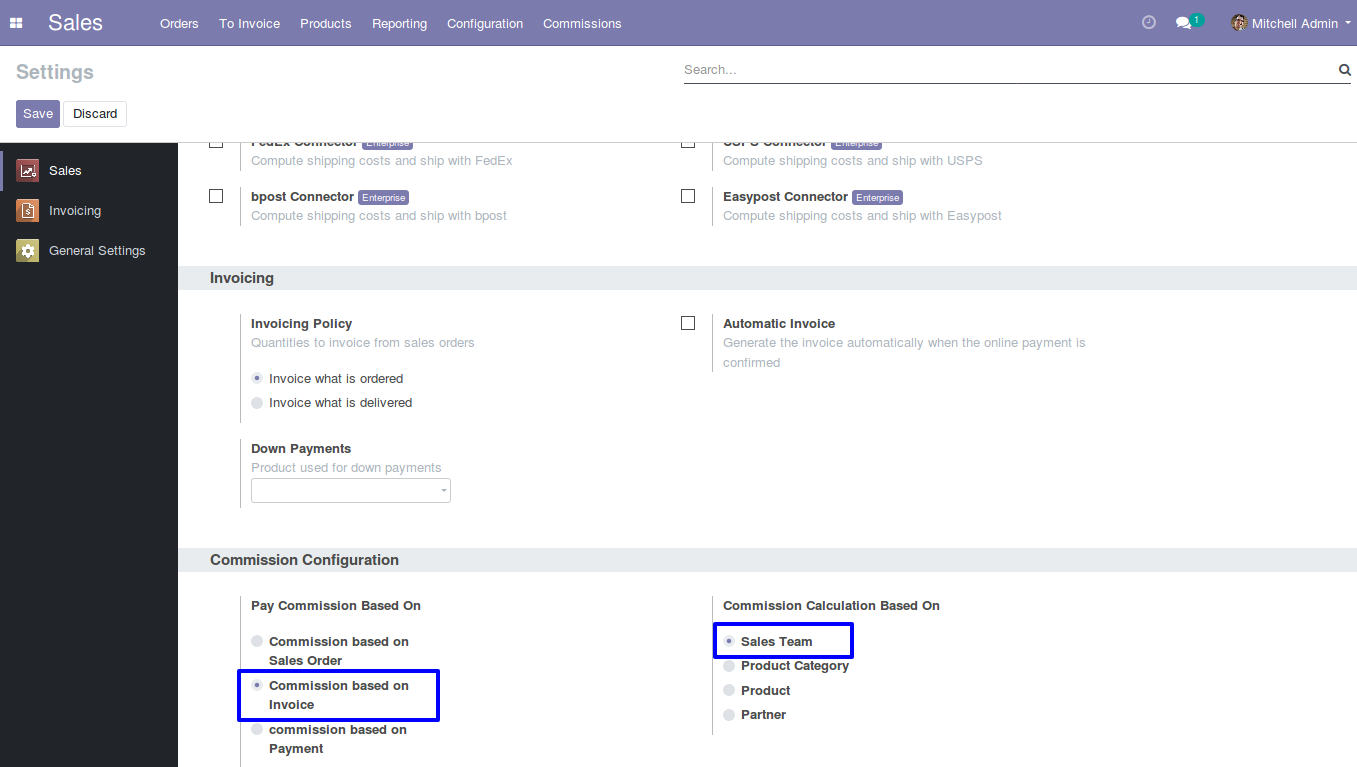 Sales Orders To Invoice Products Reporting Configuration Commissions 1 Mitchell Admin
Settings
Search...
Save Discard
Sales
Invoicing
General Settings
FedEx Connector Enterprise
Compute shipping costs and ship with FedEx
USPS Connector Enterprise
Compute shipping costs and ship with USPS
bpost Connector Enterprise
Compute shipping costs and ship with bpost
Easypost Connector Enterprise
Compute shipping costs and ship with Easypost
Invoicing
Invoicing Policy
Quantities to invoice from sales orders
Invoice what is ordered
Invoice what is delivered
Automatic Invoice
Generate the invoice automatically when the online payment is
confirmed
Down Payments
Product used for down payments
Commission Configuration
Pay Commission Based On
Commission based on
Sales Order
Commission based on
Invoice
commission based on
Payment
Commission Calculation Based On
Sales Team
Product Category
Product
Partner